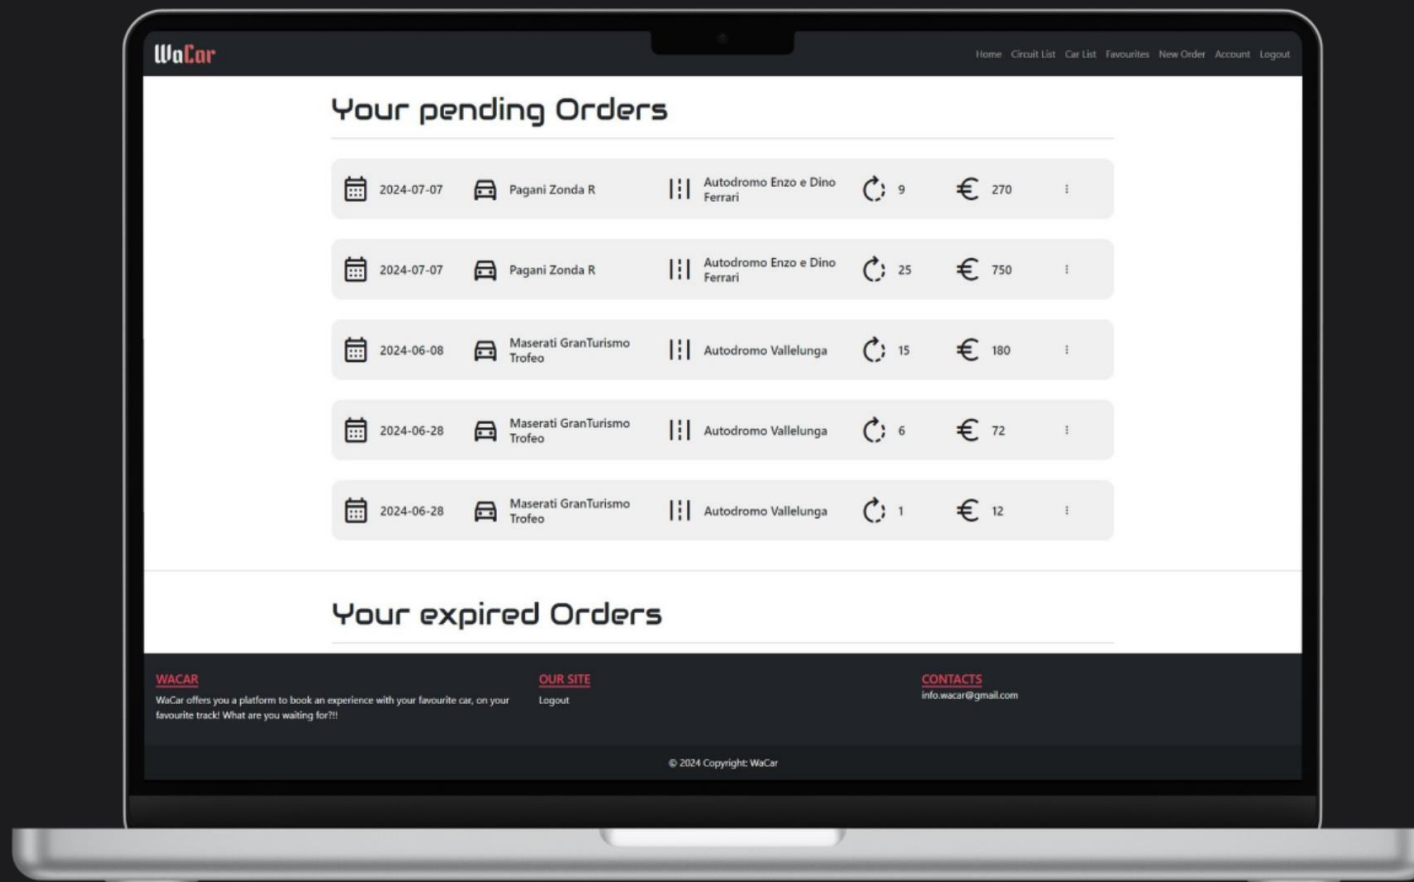 WaCar
Home Circuit List Car List Favourites New Order Account Logout
Your pending Orders
2024-07-07 Pagani Zonda R Autodromo Enzo e Dino
Ferrari 9 € 270
2024-07-07 Pagani Zonda R Autodromo Enzo e Dino
Ferrari 25 € 750
2024-06-08 Maserati GranTurismo
Trofeo Autodromo Vallelunga 15 € 180
2024-06-28 Maserati GranTurismo
Trofeo Autodromo Vallelunga 6 € 72
2024-06-28 Maserati GranTurismo
Trofeo Autodromo Vallelunga 1 € 12
Your expired Orders
WACAR
WaCar offers you a platform to book an experience with your favourite car, on your
favourite track! What are you waiting for?!!
OUR SITE
Logout
CONTACTS
info.wacar@gmail.com
© 2024 Copyright: WaCar